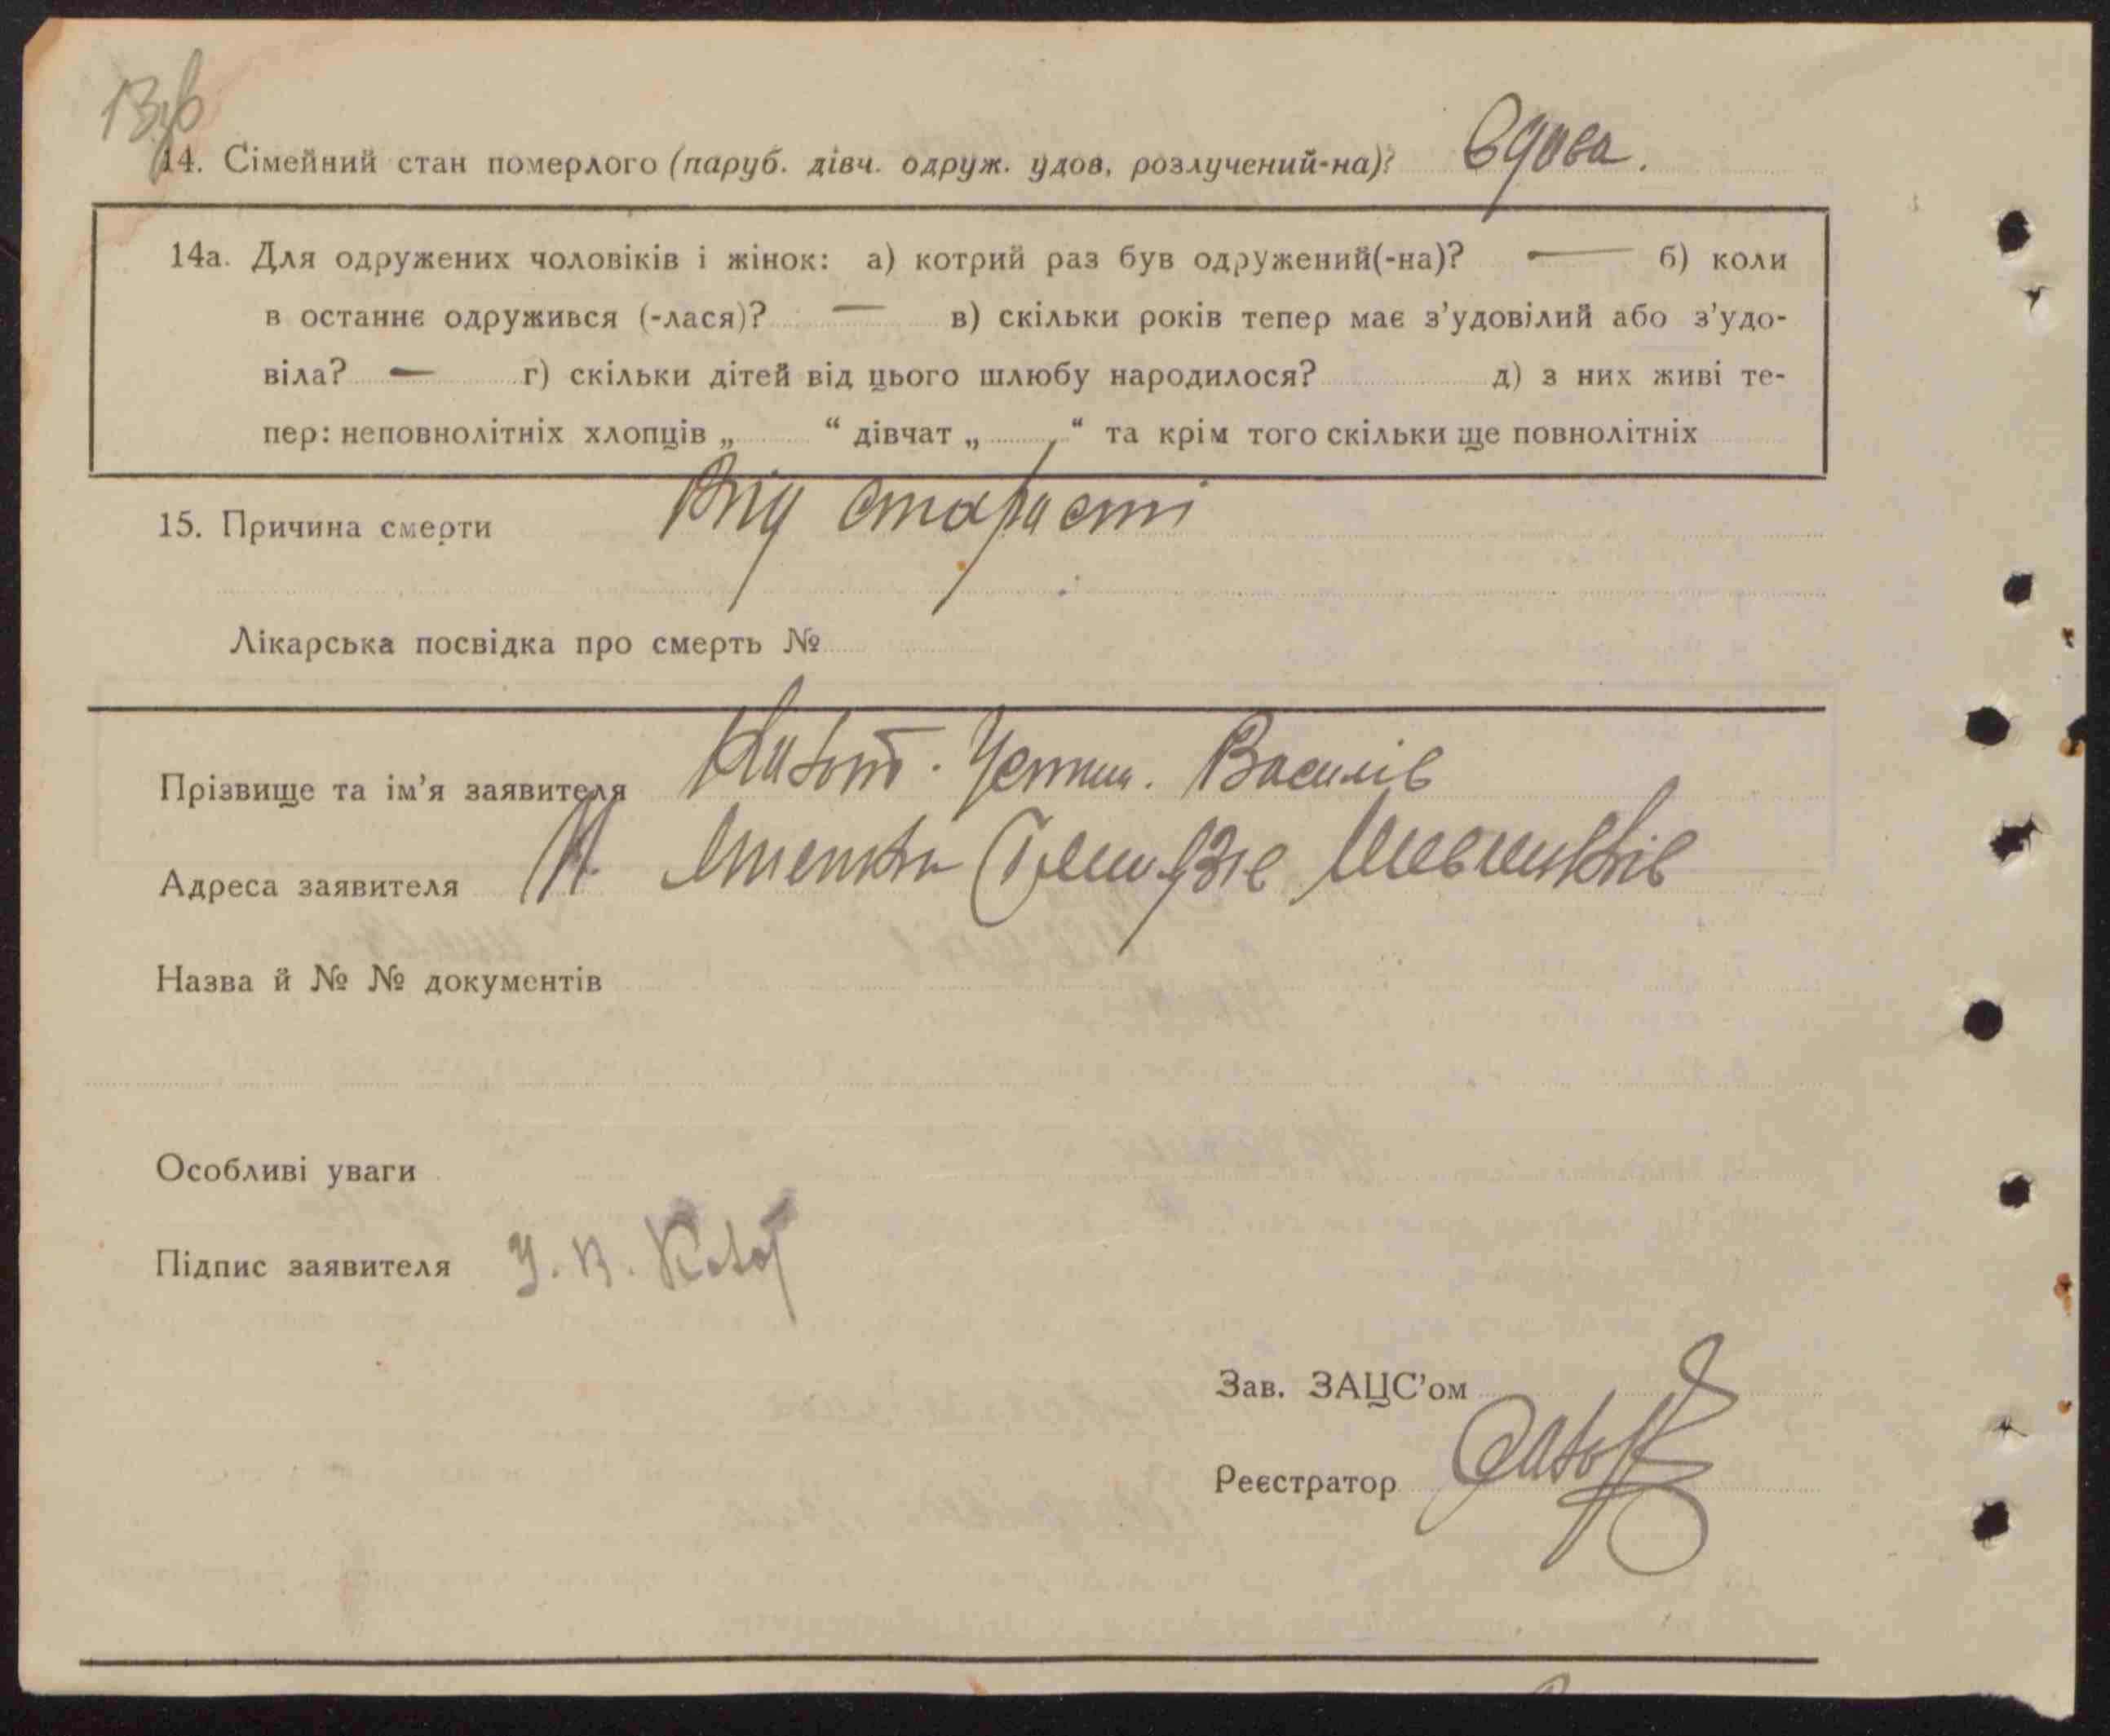 13зв
14. Сімейний стан померлого (паруб. дівч. одруж. удов, розлучений-на)? вдова.
14а. Для одружених чоловіків і жінок: а) котрий раз був одружений(-на)? — б) коли
в останнє одружився (-лася)? — в) скільки років тепер має з'удовілий або з'удо-
віла? — г) скільки дітей від цього шлюбу народилося? д) з них живі те-
пер: неповнолітніх хлопців „ “ дівчат „ “ та крім того скільки ще повнолітніх
15. Причина смерти Від старасті
Лікарська посвідка про смерть №
Прізвище та ім'я заявителя Василів
Адреса заявителя
Назва й № № документів
Особливі уваги
Підпис заявителя У. В.
Зав. ЗАЦС'ом
Реєстратор